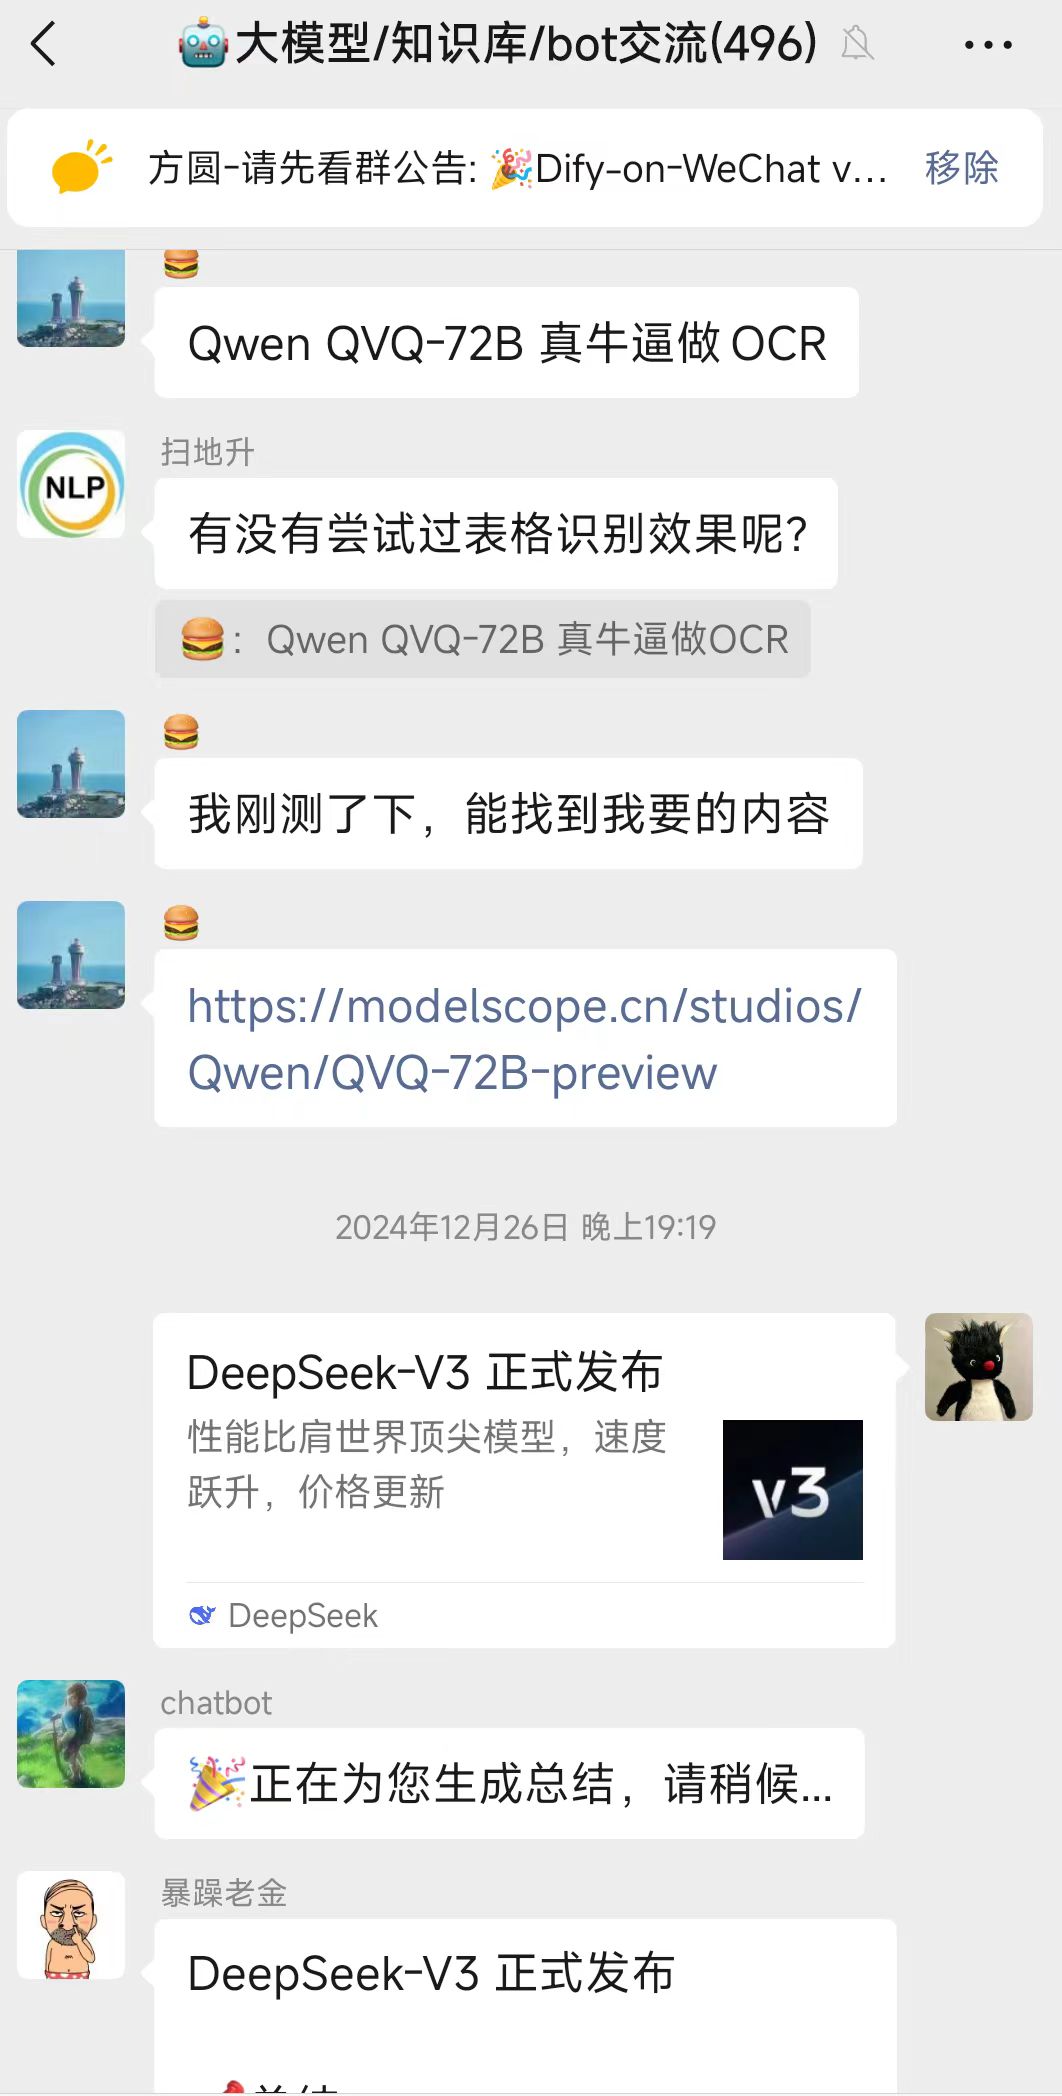 🤖大模型/知识库/bot交流(496)
方圆-请先看群公告: 🎉Dify-on-WeChat v... 移除
🍔
Qwen QVQ-72B 真牛逼做OCR
NLP
扫地升
有没有尝试过表格识别效果呢?
🍔: Qwen QVQ-72B 真牛逼做OCR
🍔
我刚测了下，能找到我要的内容
🍔
https://modelscope.cn/studios/
Qwen/QVQ-72B-preview
2024年12月26日 晚上19:19
DeepSeek-V3 正式发布
性能比肩世界顶尖模型，速度
跃升，价格更新
v3
DeepSeek
chatbot
🎉正在为您生成总结，请稍候...
暴躁老金
DeepSeek-V3 正式发布